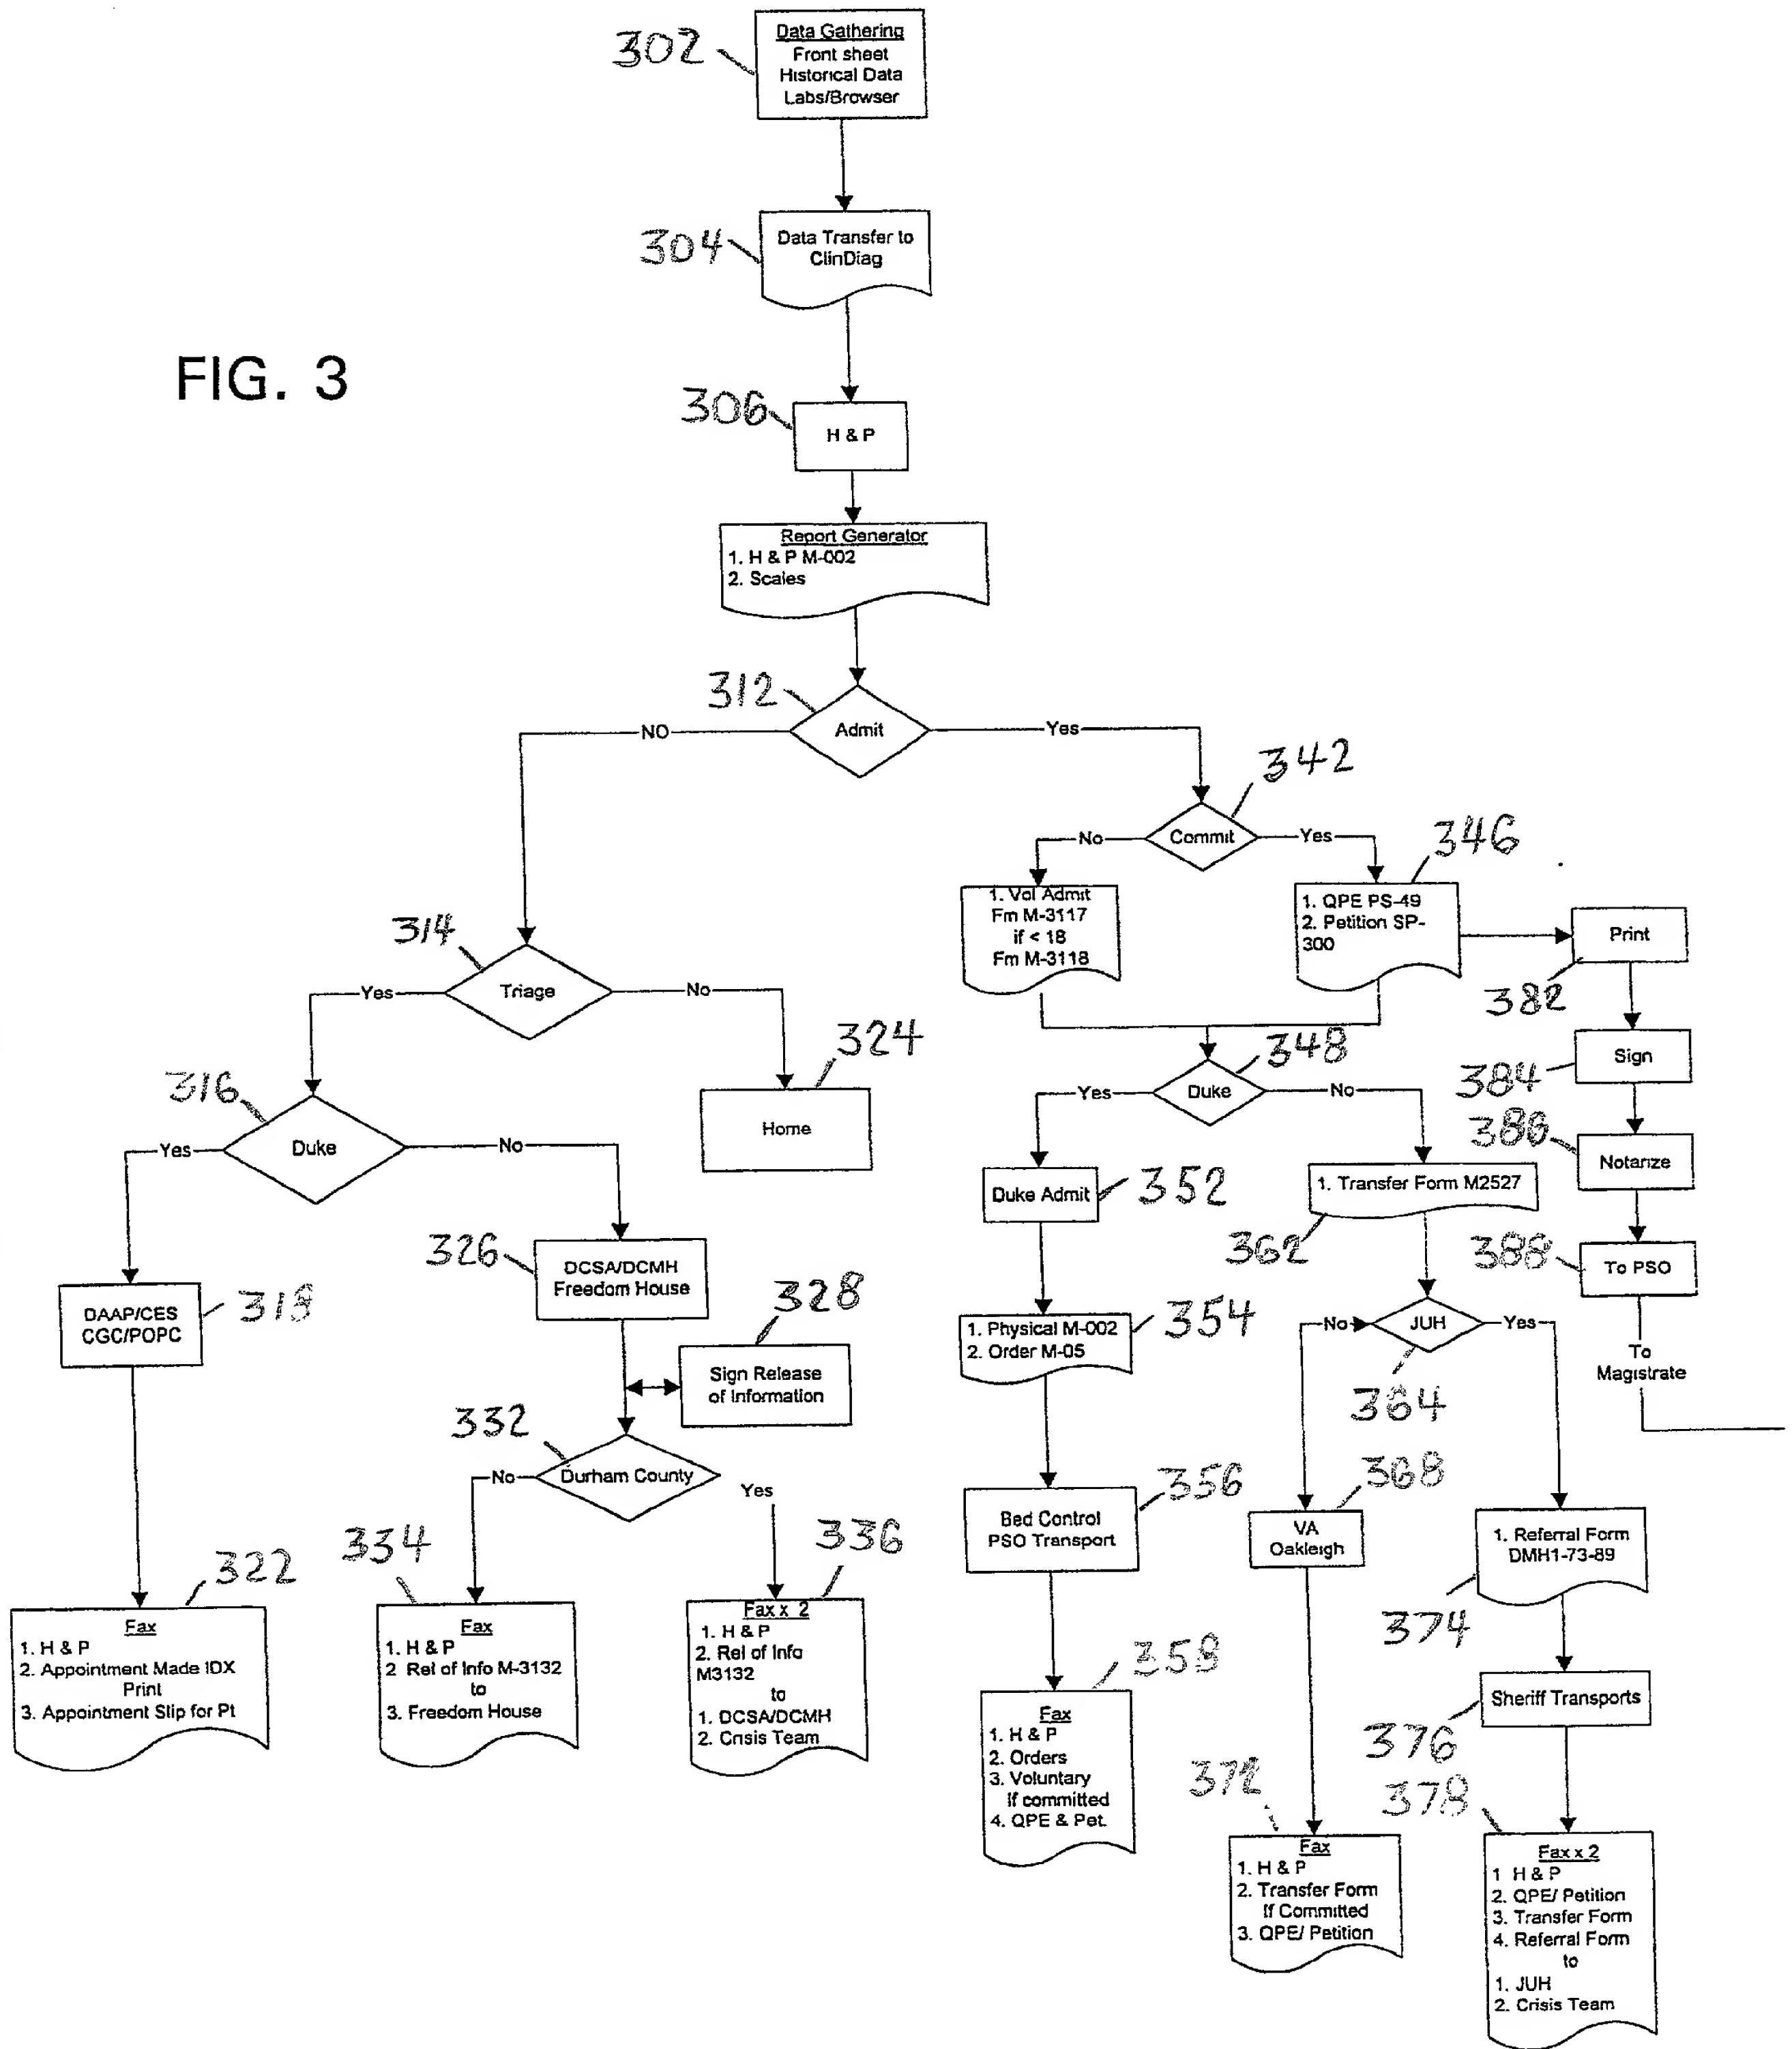 302
Data Gathering
Front sheet
Historical Data
Labs/Browser
304
Data Transfer to
ClinDiag
FIG. 3
306
H & P
Report Generator
1. H & P M-002
2. Scales
312
Admit
NO
Yes
342
Commit
No
Yes
346
1. Vol Admit
Fm M-3117
if < 18
Fm M-3118
1. QPE PS-49
2. Petition SP-
300
Print
382
314
Triage
Yes
No
324
Home
348
Duke
Yes
No
Sign
384
316
Duke
Yes
No
386
Notarize
Duke Admit
352
1. Transfer Form M2527
362
388
To PSO
326
DCSA/DCMH
Freedom House
328
Sign Release
of Information
DAAP/CES
CGC/POPC
318
1. Physical M-002
2. Order M-05
354
No
JUH
Yes
364
To
Magistrate
332
Durham County
No
Yes
356
Bed Control
PSO Transport
368
VA
Oakleigh
1. Referral Form
DMH1-73-89
374
322
Fax
1. H & P
2. Appointment Made IDX
Print
3. Appointment Slip for Pt
334
Fax
1. H & P
2 Rel of Info M-3132
to
3. Freedom House
336
Fax x 2
1. H & P
2. Rel of Info
M3132
to
1. DCSA/DCMH
2. Crisis Team
358
Fax
1. H & P
2. Orders
3. Voluntary
If committed
4. QPE & Pet.
Sheriff Transports
376
372
Fax
1. H & P
2. Transfer Form
If Committed
3. QPE/ Petition
378
Fax x 2
1 H & P
2. QPE/ Petition
3. Transfer Form
4. Referral Form
to
1. JUH
2. Crisis Team